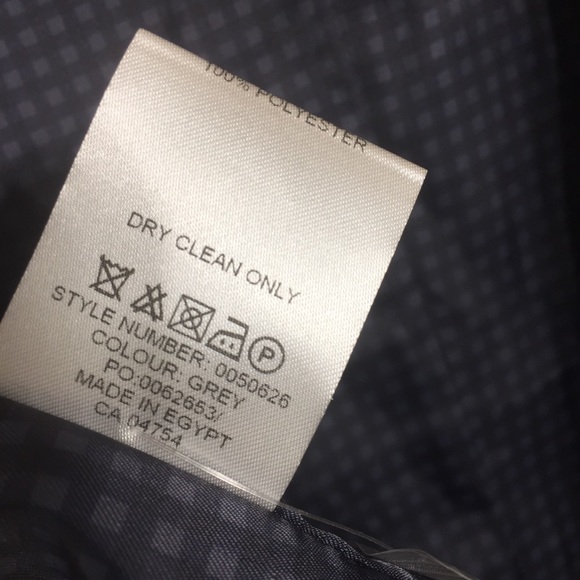 100% POLYESTER
DRY CLEAN ONLY
P
STYLE NUMBER: 0050626
COLOUR: GREY
PO:0062653/
MADE IN EGYPT
CA 04754